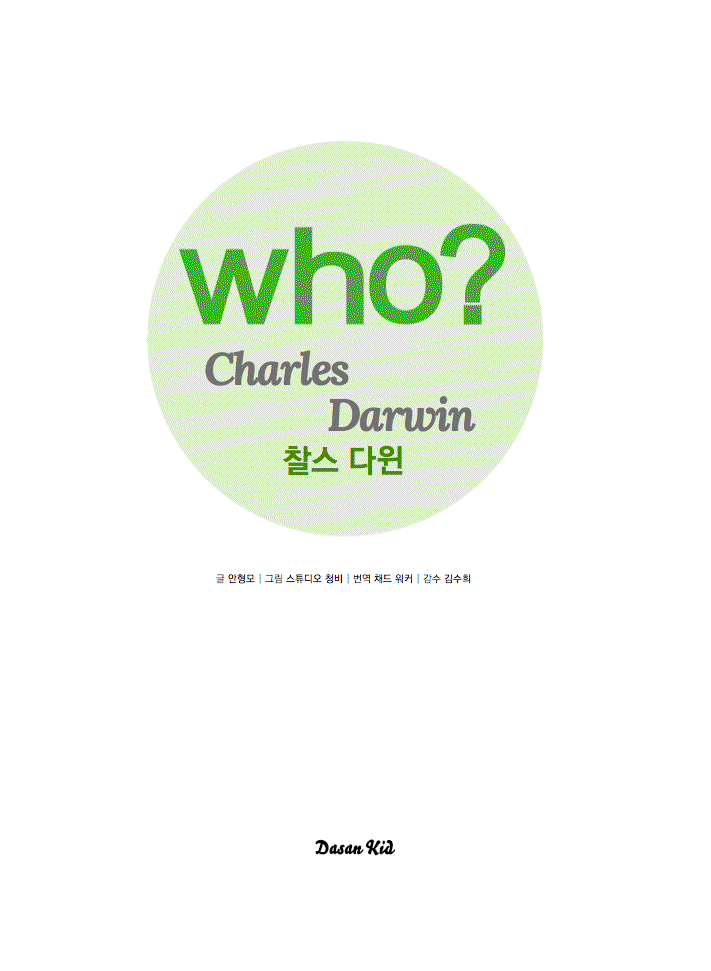 who?
Charles
Darwin
찰스 다윈
글 안형모 | 그림 스튜디오 청비 | 번역 채드 워커 | 감수 김수희
Dasan Kid